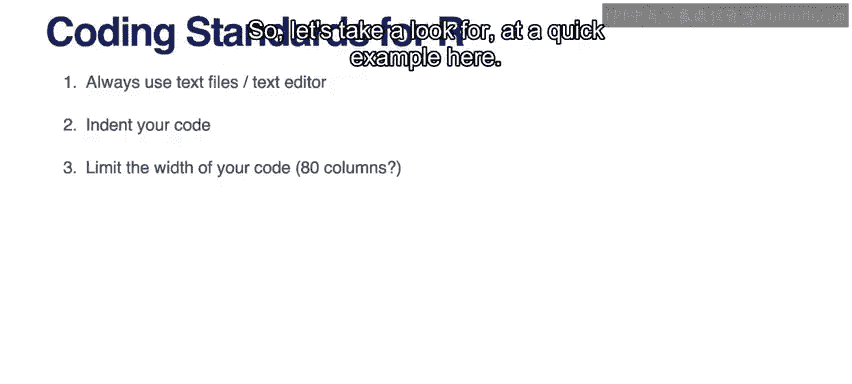 Coding Standards for R
So, let's take a look for, at a quick
example here.
1. Always use text files / text editor
2. Indent your code
3. Limit the width of your code (80 columns?)